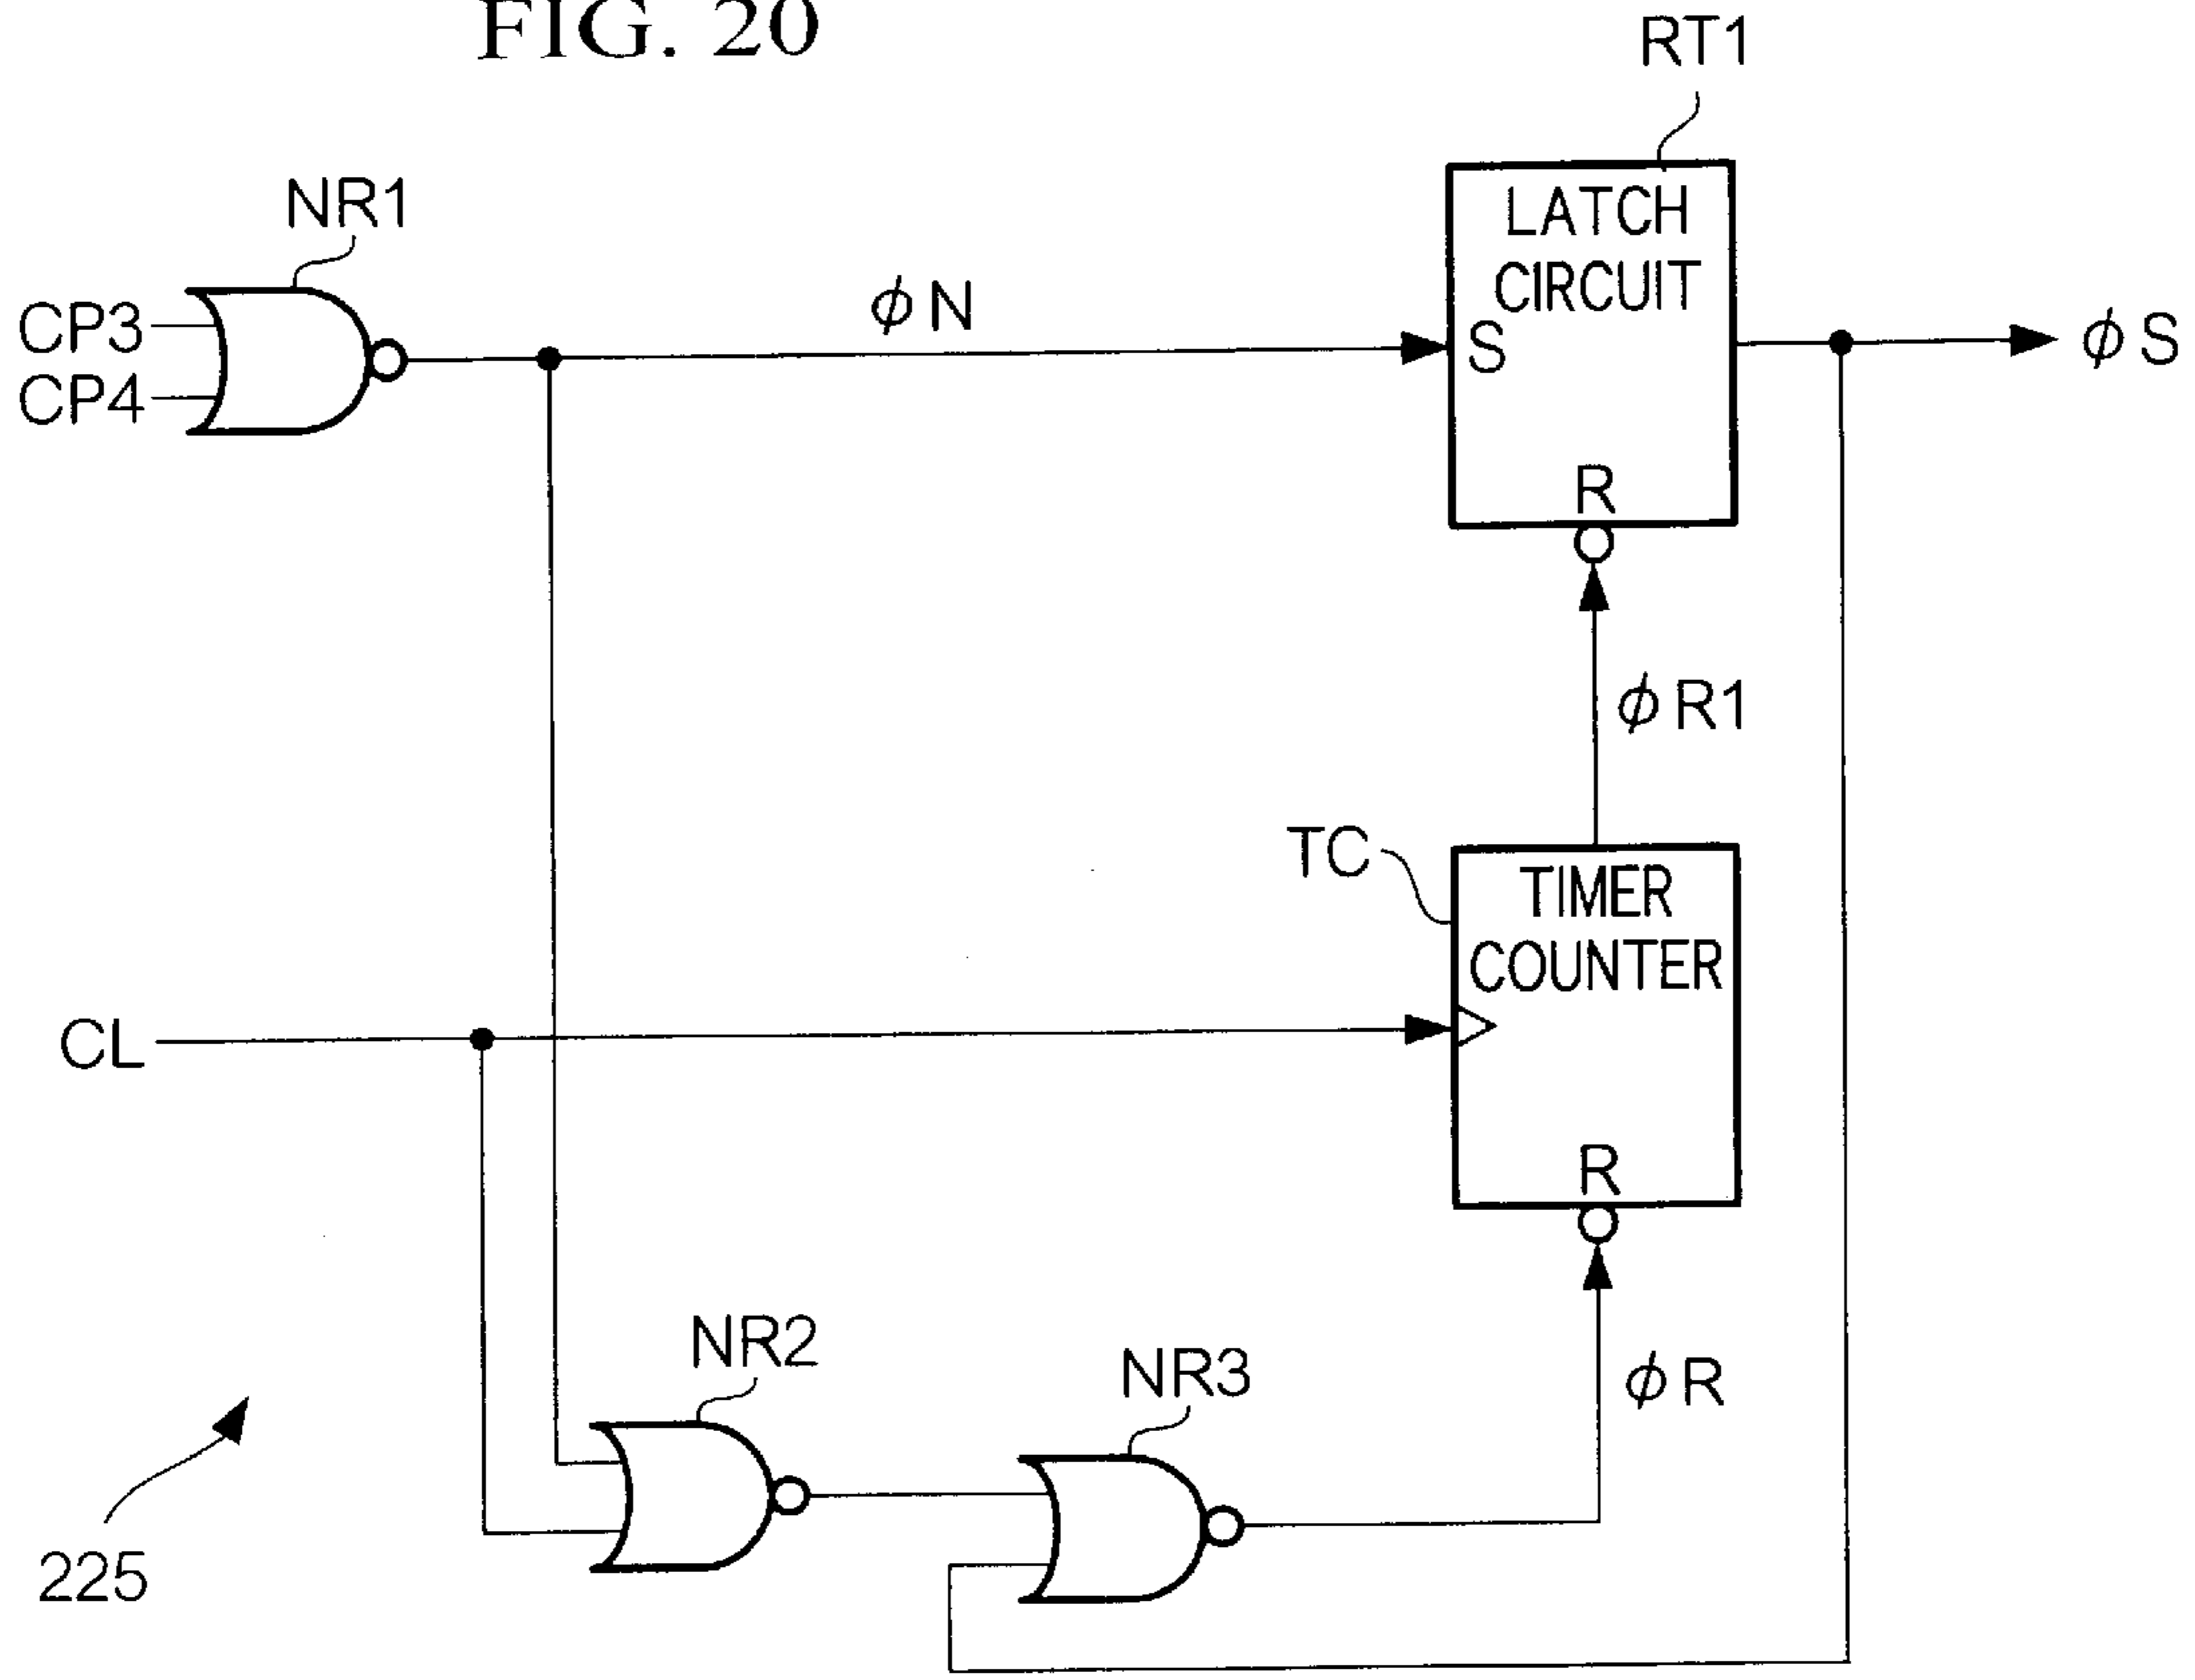 FIG. 20
RT1
NR1
LATCH
CIRCUIT
CP3
CP4
ϕN
S
ϕS
R
ϕR1
TC
TIMER
COUNTER
CL
R
NR2
NR3
ϕR
225